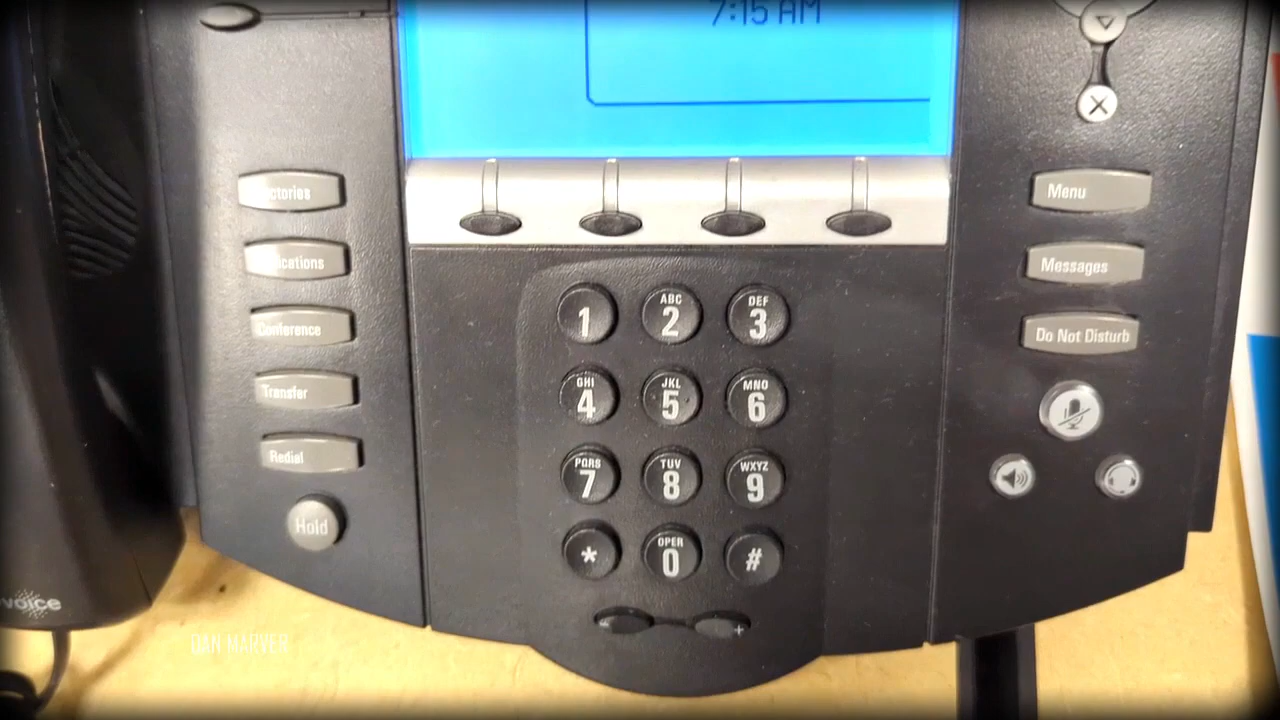 7:15 AM
Menu
Messages
Conference
Do Not Disturb
Transfer
Redial
Hold
1
ABC
2
DEF
3
GHI
4
JKL
5
MNO
6
PQRS
7
TUV
8
WXYZ
9
*
OPER
0
#
- +
voice
DAN MARVER